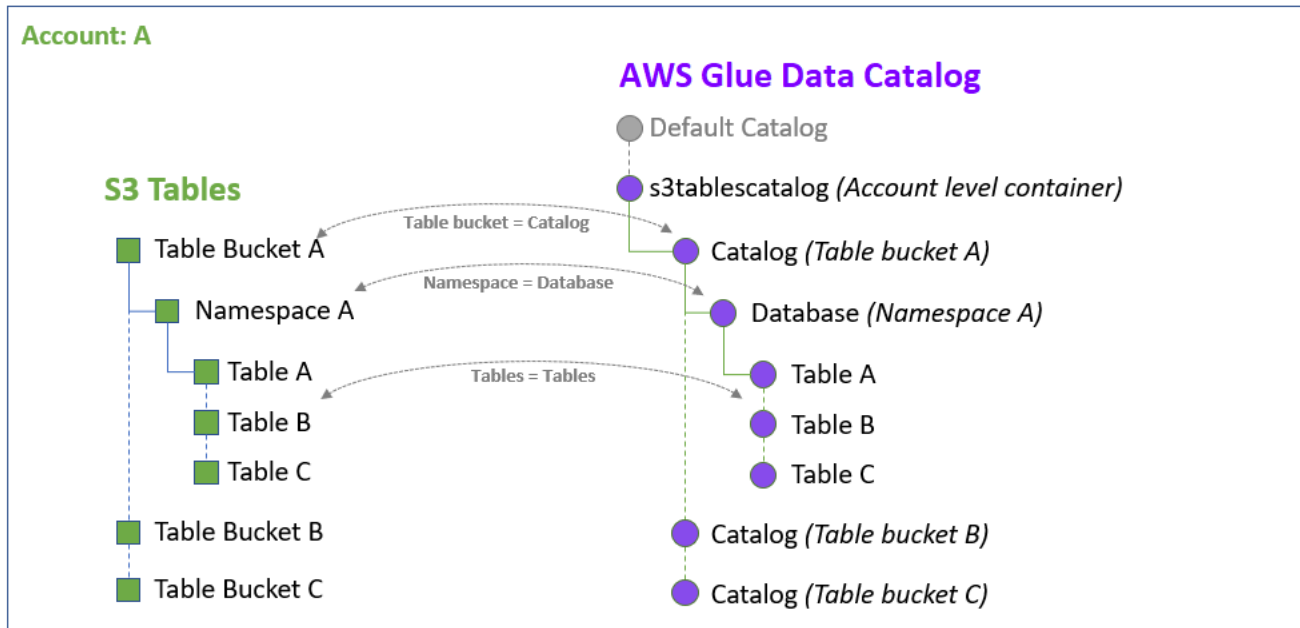 Account: A
AWS Glue Data Catalog
Default Catalog
S3 Tables
s3tablescatalog (Account level container)
Table bucket = Catalog
Table Bucket A
Catalog (Table bucket A)
Namespace = Database
Namespace A
Database (Namespace A)
Table A
Tables = Tables
Table A
Table B
Table B
Table C
Table C
Table Bucket B
Catalog (Table bucket B)
Table Bucket C
Catalog (Table bucket C)